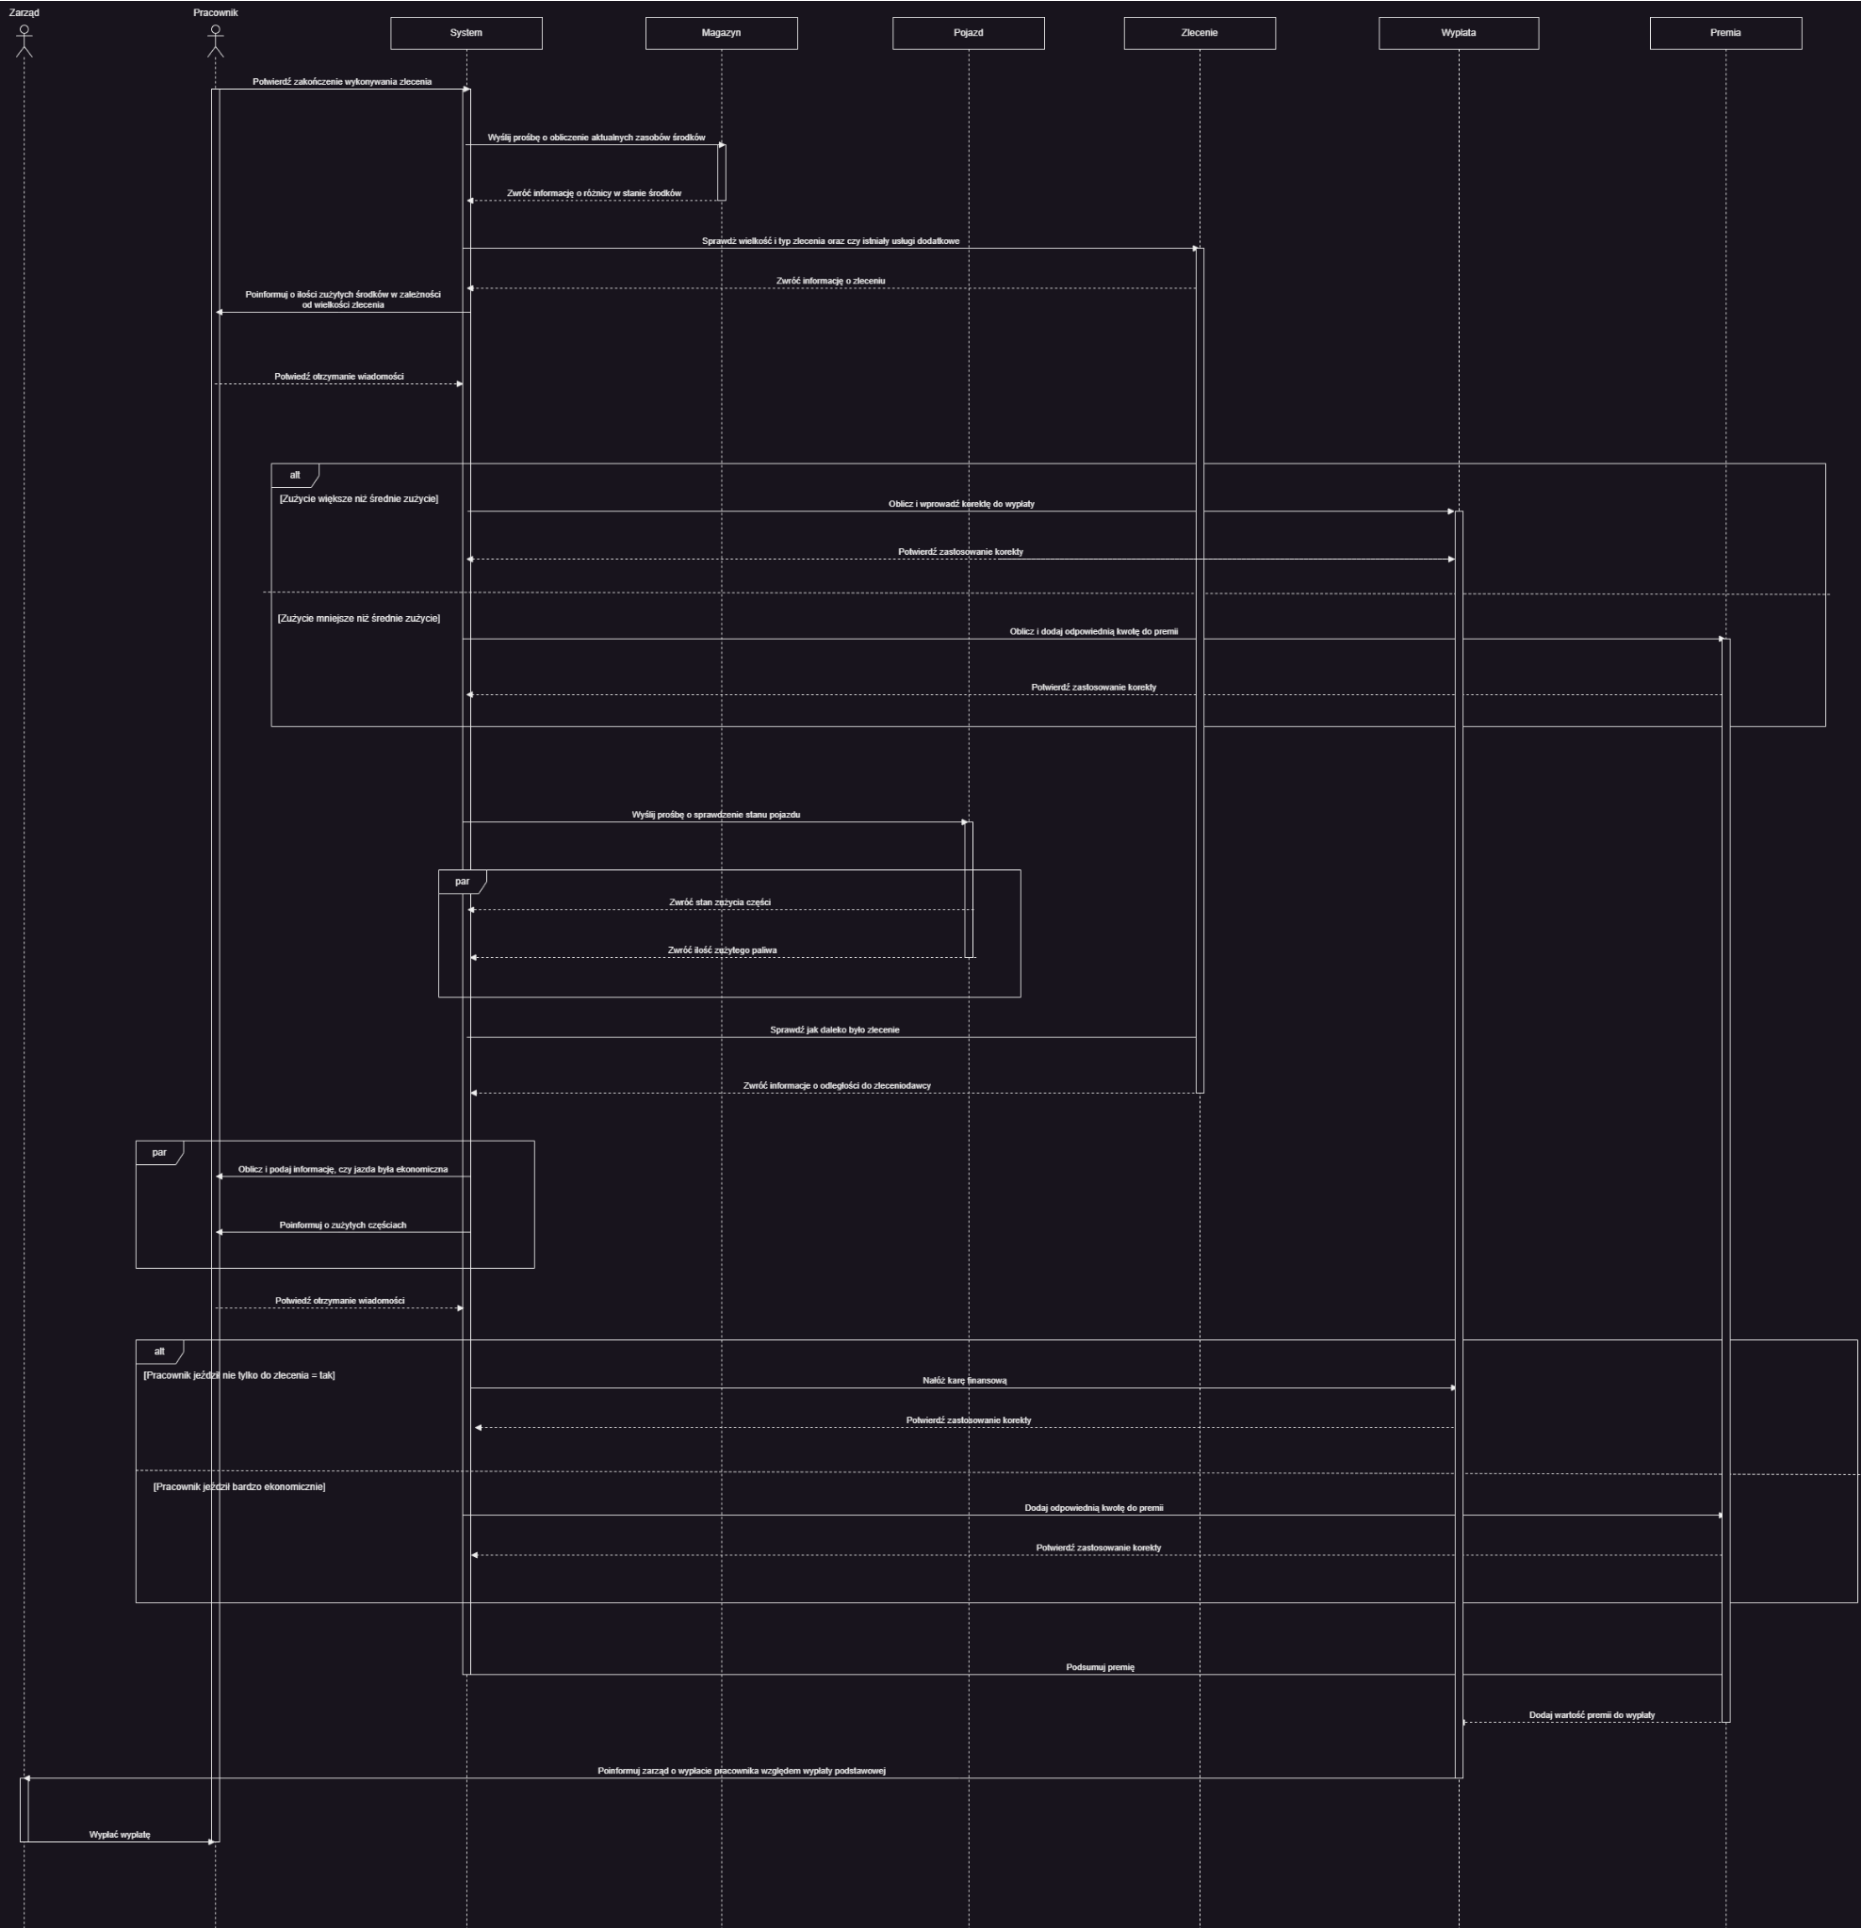 Zarząd
Pracownik
System
Magazyn
Pojazd
Zlecenie
Wypłata
Premia
Potwierdź zakończenie wykonywania zlecenia
Wyślij prośbę o obliczenie aktualnych zasobów środków
Zwróć informację o różnicy w stanie środków
Sprawdż wielkość i typ zlecenia oraz czy istniały usługi dodatkowe
Zwróć informację o zleceniu
Poinformuj o ilości zużytych środków w zależności
od wielkości zlecenia
Potwiedź otrzymanie wiadomości
alt
[Zużycie większe niż średnie zużycie]
Oblicz i wprowadź korektę do wypłaty
Potwierdź zastosowanie korekty
[Zużycie mniejsze niż średnie zużycie]
Oblicz i dodaj odpowiednią kwotę do premii
Potwierdź zastosowanie korekty
Wyślij prośbę o sprawdzenie stanu pojazdu
par
Zwróć stan zużycia części
Zwróć ilość zużytego paliwa
Sprawdź jak daleko było zlecenie
Zwróć informacje o odległości do zleceniodawcy
par
Oblicz i podaj informację, czy jazda była ekonomiczna
Poinformuj o zużytych częściach
Potwiedź otrzymanie wiadomości
alt
[Pracownik jeździł nie tylko do zlecenia = tak]
Nałóż karę finansową
Potwierdź zastosowanie korekty
[Pracownik jeździł bardzo ekonomicznie]
Dodaj odpowiednią kwotę do premii
Potwierdź zastosowanie korekty
Podsumuj premię
Dodaj wartość premii do wypłaty
Poinformuj zarząd o wypłacie pracownika względem wypłaty podstawowej
Wypłać wypłatę